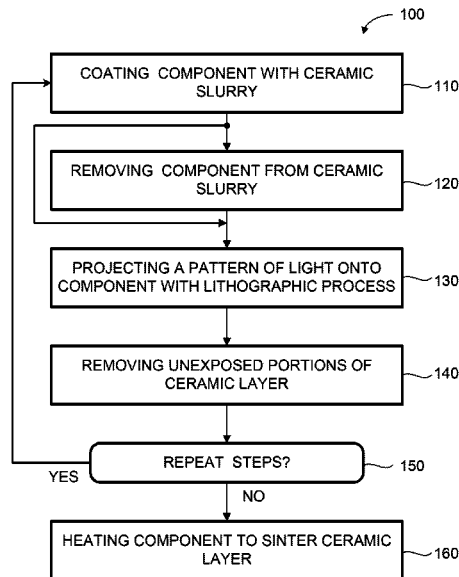 100
COATING COMPONENT WITH CERAMIC
SLURRY
110
REMOVING COMPONENT FROM CERAMIC
SLURRY
120
PROJECTING A PATTERN OF LIGHT ONTO
COMPONENT WITH LITHOGRAPHIC PROCESS
130
REMOVING UNEXPOSED PORTIONS OF
CERAMIC LAYER
140
REPEAT STEPS?
150
YES
NO
HEATING COMPONENT TO SINTER CERAMIC
LAYER
160